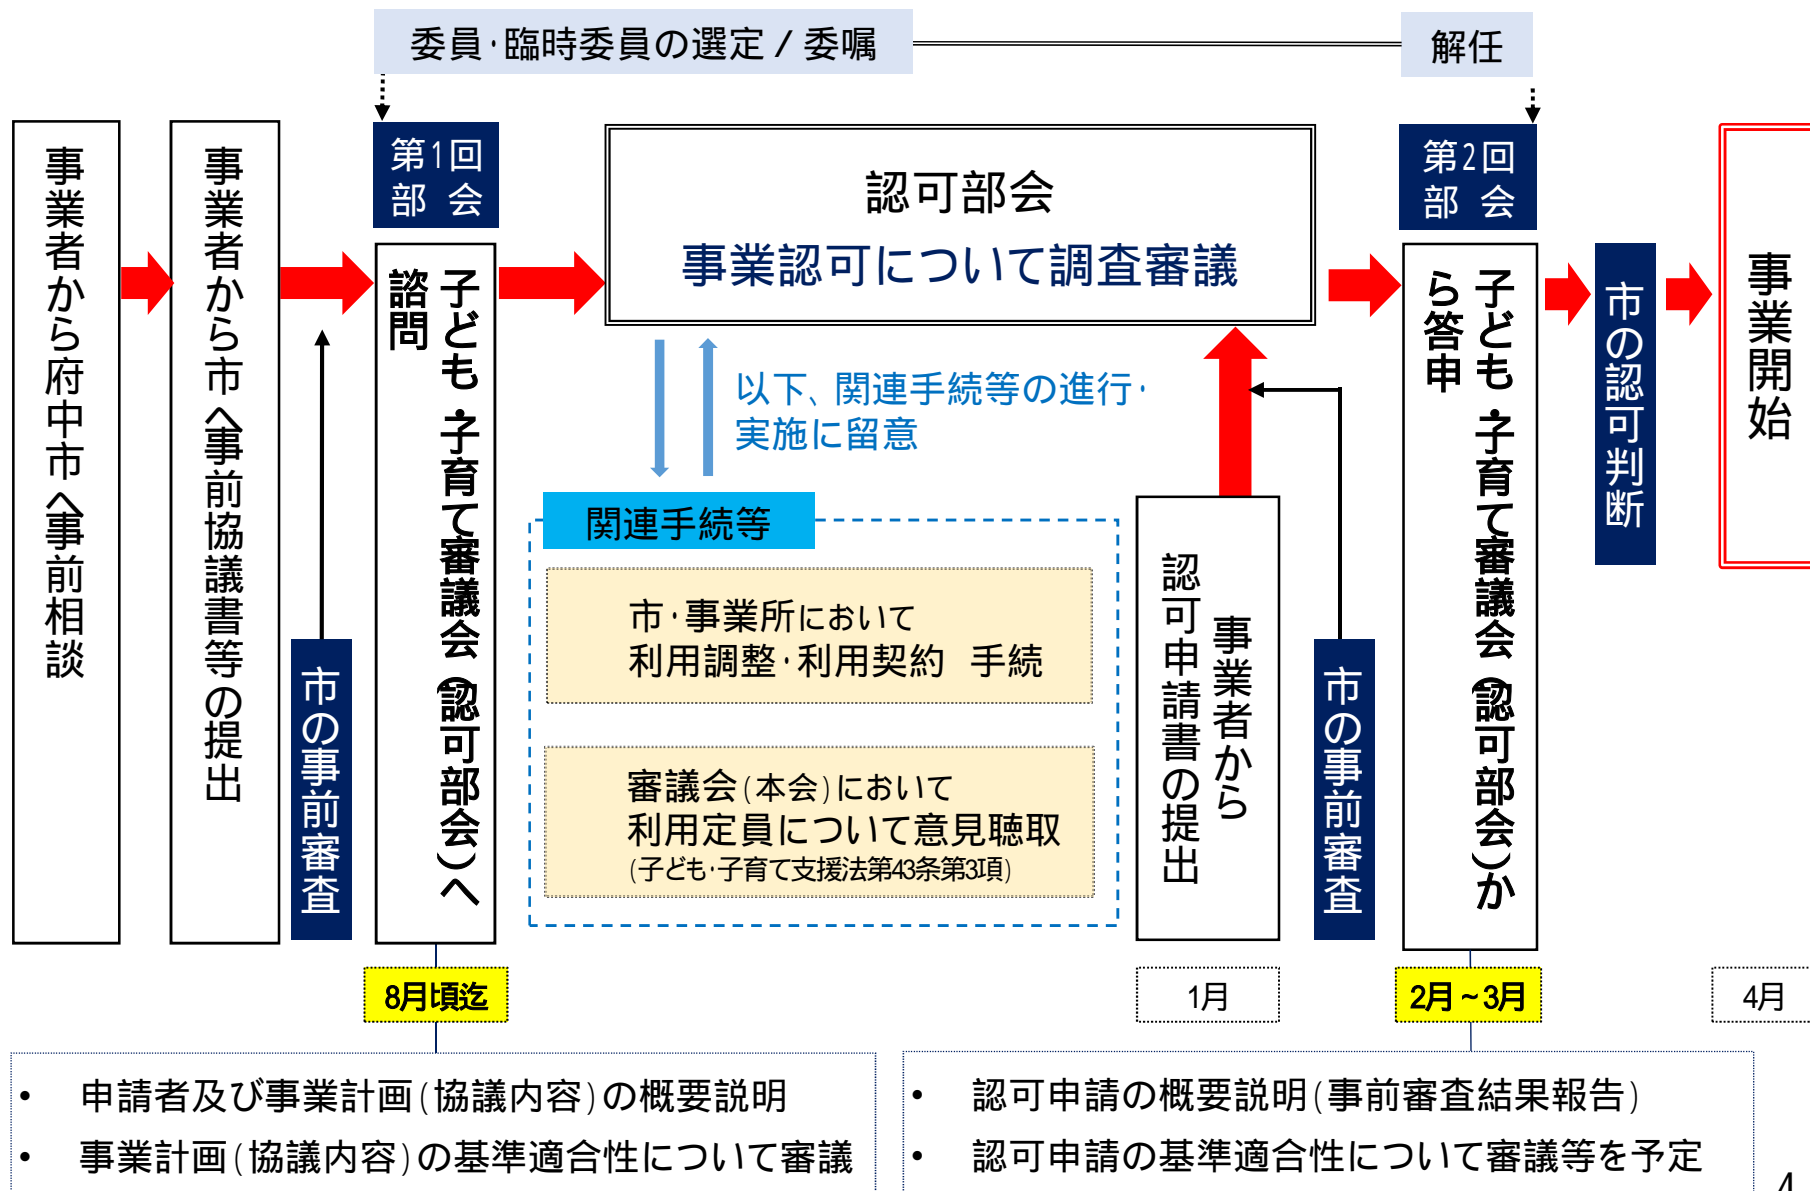 委員･臨時委員の選定／委嘱
解任
事業者から府中市へ事前相談
事業者から市へ事前協議書等の提出
市の事前審査
第1回
部 会
子ども･子育て審議会(認可部会)へ
諮問
認可部会
事業認可について調査審議
以下､関連手続等の進行･
実施に留意
関連手続等
市･事業所において
利用調整･利用契約 手続
審議会(本会)において
利用定員について意見聴取
(子ども･子育て支援法第43条第3項)
事業者から
認可申請書の提出
市の事前審査
第2回
部 会
子ども･子育て審議会(認可部会)か
ら答申
市の認可判断
事業開始
8月頃迄
1月
2月～3月
4月
• 申請者及び事業計画(協議内容)の概要説明
• 事業計画(協議内容)の基準適合性について審議
• 認可申請の概要説明(事前審査結果報告)
• 認可申請の基準適合性について審議等を予定
4